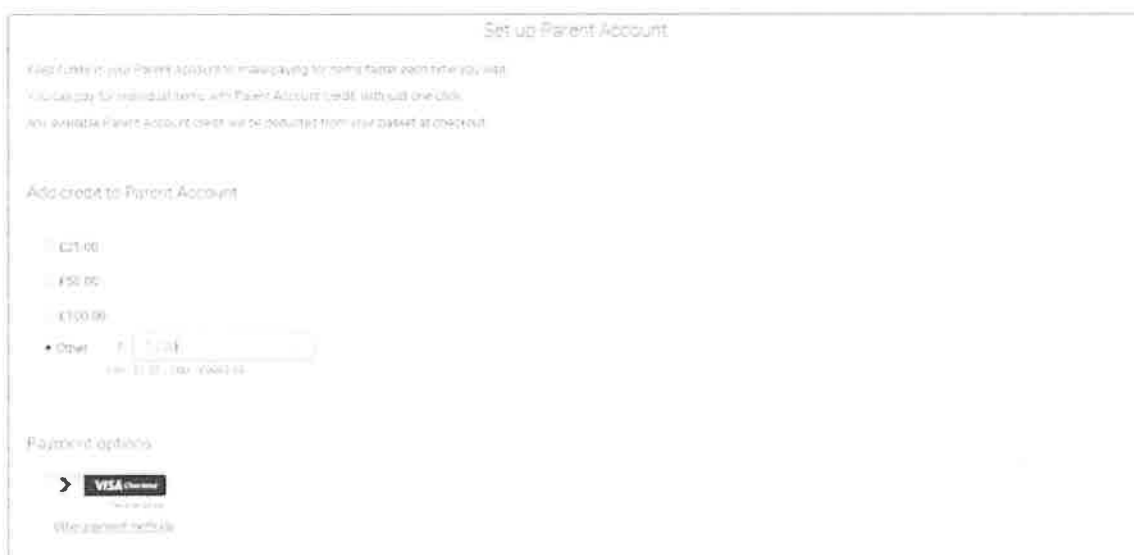 Set up Parent Account
Keep funds in your Parent Account to make paying for items faster each time you visit.
You can pay for individual items with Parent Account credit, with just one click.
Any available Parent Account credit will be deducted from your basket at checkout.
Add credit to Parent Account
£50.00
£100.00
Other £
Payment options
VISA Checkout
Other payment methods